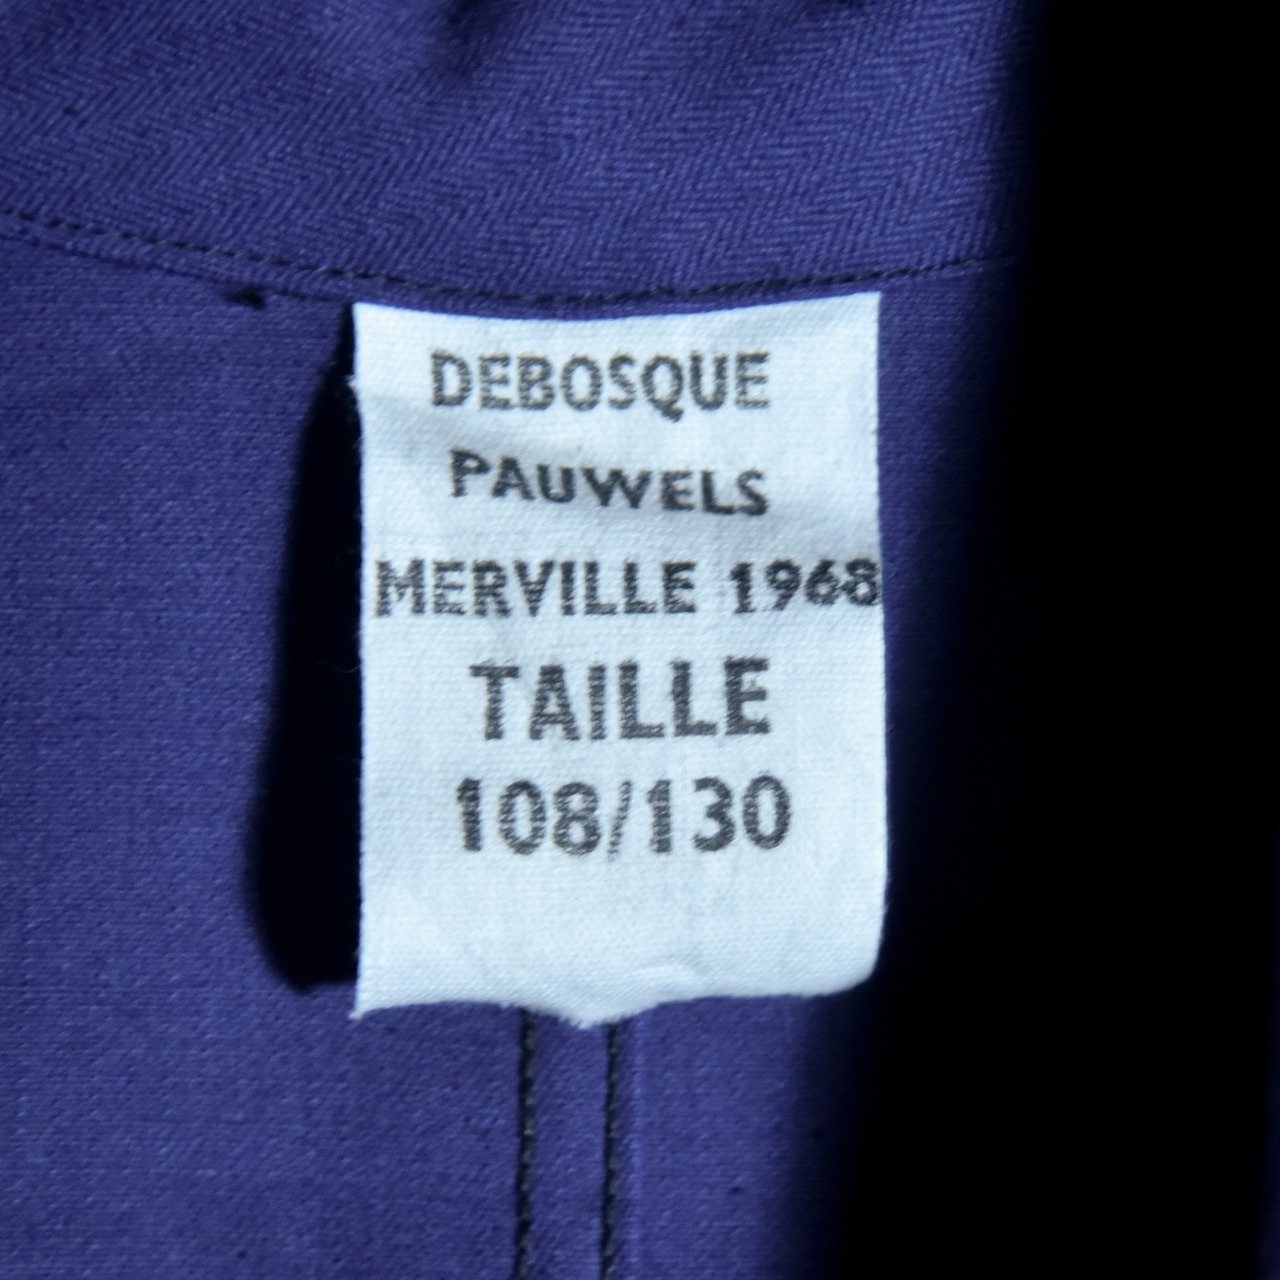 DEBOSQUE
PAUWELS
MERVILLE 1968
TAILLE
108/130